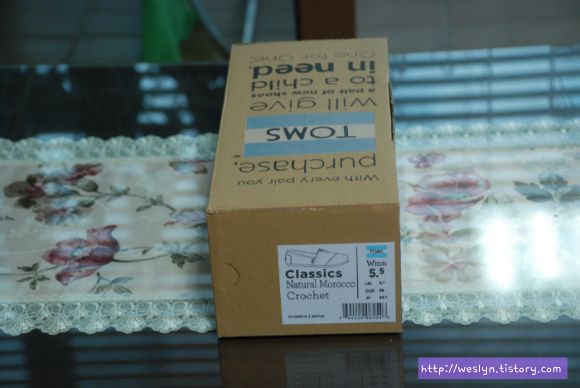 With every pair you
purchase,
TOMS
will give
a pair of new shoes
to a child
in need
One for One.
Classics
Natural Morocco
Crochet
TOMS
Wmn
5.5
http://weslyn.tistory.com